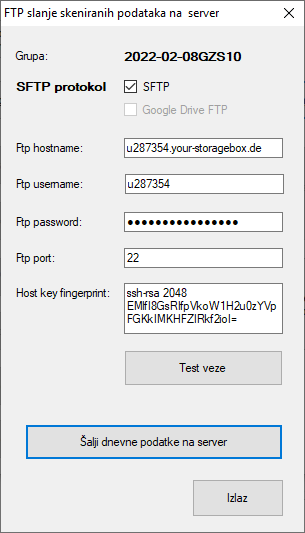 FTP slanje skeniranih podataka na  server
Grupa: 2022-02-08GZS10
SFTP protokol SFTP
Google Drive FTP
Ftp hostname: u287354.your-storagebox.de
Ftp username: u287354
Ftp password: ●●●●●●●●●●●●●●●●
Ftp port: 22
Host key fingerprint: ssh-rsa 2048
EMlfI8GsRlfpVkoW1H2u0zYVp
FGKkIMKHFZIRkf2ioI=
Test veze
Šalji dnevne podatke na server
Izlaz